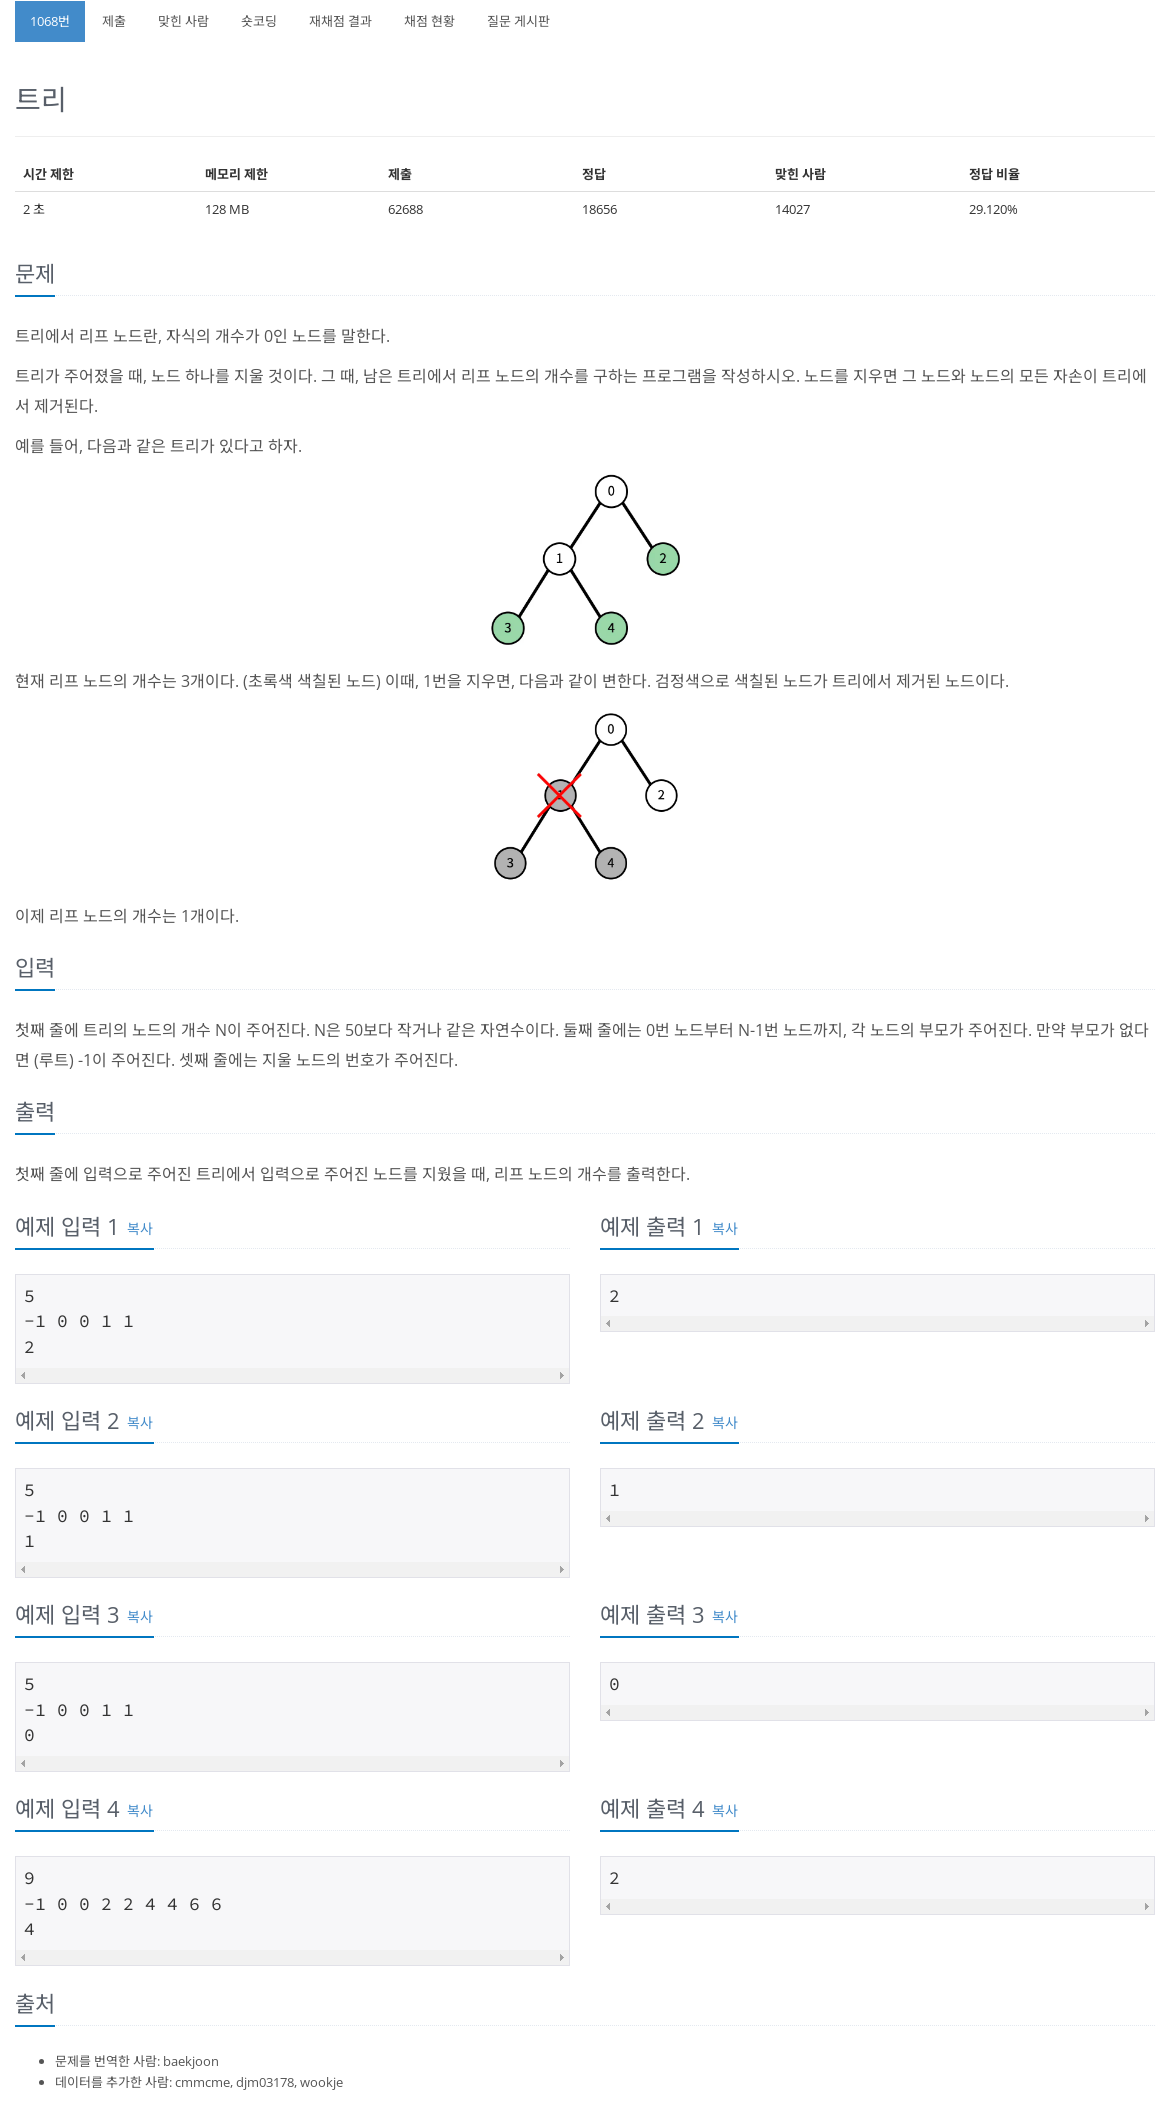 1068번 제출 맞힌 사람 숏코딩 재채점 결과 채점 현황 질문 게시판
트리
시간 제한 메모리 제한 제출 정답 맞힌 사람 정답 비율
2 초 128 MB 62688 18656 14027 29.120%
문제
트리에서 리프 노드란, 자식의 개수가 0인 노드를 말한다.
트리가 주어졌을 때, 노드 하나를 지울 것이다. 그 때, 남은 트리에서 리프 노드의 개수를 구하는 프로그램을 작성하시오. 노드를 지우면 그 노드와 노드의 모든 자손이 트리에
서 제거된다.
예를 들어, 다음과 같은 트리가 있다고 하자.
0
1 2
3 4
현재 리프 노드의 개수는 3개이다. (초록색 색칠된 노드) 이때, 1번을 지우면, 다음과 같이 변한다. 검정색으로 색칠된 노드가 트리에서 제거된 노드이다.
0
1 2
3 4
이제 리프 노드의 개수는 1개이다.
입력
첫째 줄에 트리의 노드의 개수 N이 주어진다. N은 50보다 작거나 같은 자연수이다. 둘째 줄에는 0번 노드부터 N-1번 노드까지, 각 노드의 부모가 주어진다. 만약 부모가 없다
면 (루트) -1이 주어진다. 셋째 줄에는 지울 노드의 번호가 주어진다.
출력
첫째 줄에 입력으로 주어진 트리에서 입력으로 주어진 노드를 지웠을 때, 리프 노드의 개수를 출력한다.
예제 입력 1 복사
5
-1 0 0 1 1
2
예제 출력 1 복사
2
예제 입력 2 복사
5
-1 0 0 1 1
1
예제 출력 2 복사
1
예제 입력 3 복사
5
-1 0 0 1 1
0
예제 출력 3 복사
0
예제 입력 4 복사
9
-1 0 0 2 2 4 4 6 6
4
예제 출력 4 복사
2
출처
문제를 번역한 사람: baekjoon
데이터를 추가한 사람: cmmcme, djm03178, wookje